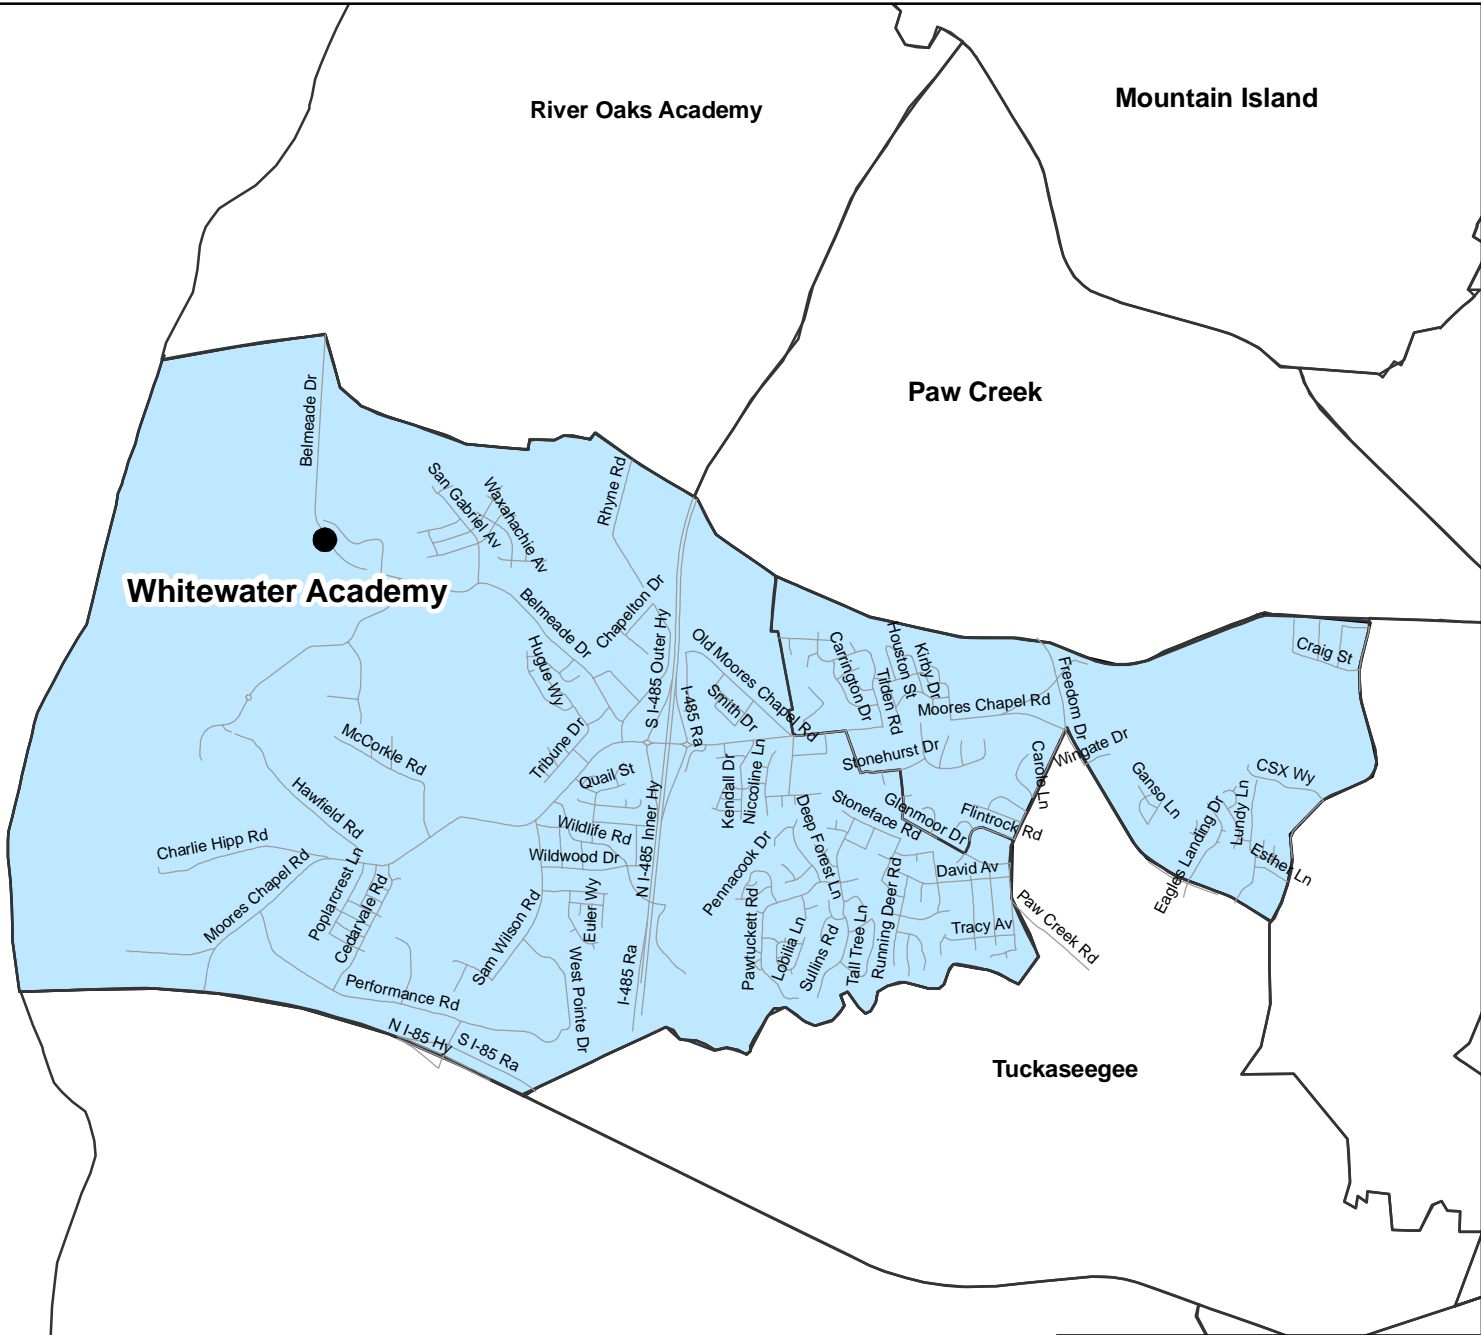 Mountain Island
River Oaks Academy
Paw Creek
Belmeade Dr
San Gabriel Av
Waxahachie Av
Rhyne Rd
Whitewater Academy
Belmeade Dr
Chapelton Dr
Hugue Wy
S I-485 Outer Hy
Old Moores Chapel Rd
I-485 Ra
Smith Dr
Carrington Dr
Houston St
Kirby Dr
Tilden Rd
Moores Chapel Rd
Freedom Dr
Craig St
McCorkle Rd
Tribune Dr
Quail St
Kendall Dr
Niccoline Ln
Stonehurst Dr
Carole Ln
Wingate Dr
Ganso Ln
CSX Wy
Hawfield Rd
N I-485 Inner Hy
Wildlife Rd
Wildwood Dr
Deep Forest Ln
Stoneface Rd
Glenmoor Dr
Flintrock Rd
Eagles Landing Dr
Lundy Ln
Esther Ln
Charlie Hipp Rd
Moores Chapel Rd
Poplarcrest Ln
Cedarvale Rd
Pennacook Dr
David Av
Sam Wilson Rd
Euler Wy
Pawtuckett Rd
Lobilia Ln
Sullins Rd
Tall Tree Ln
Running Deer Rd
Tracy Av
Paw Creek Rd
Performance Rd
West Pointe Dr
I-485 Ra
N I-85 Hy
S I-85 Ra
Tuckaseegee